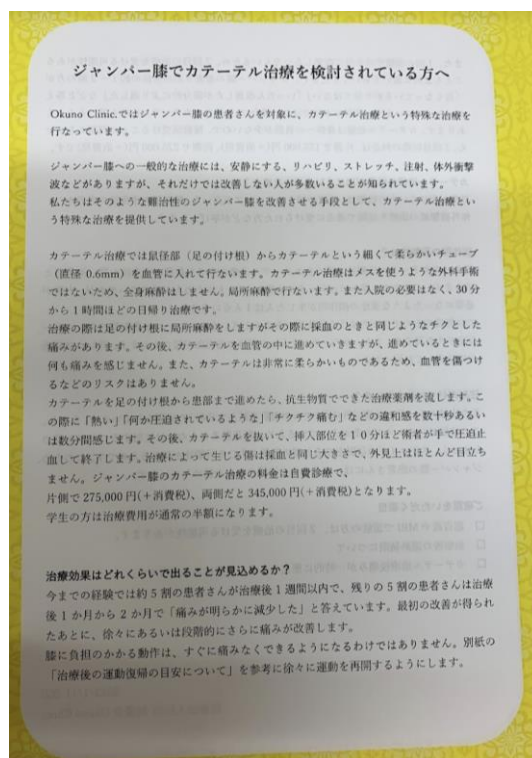 ジャンパー膝でカテーテル治療を検討されている方へ
Okuno Clinic.ではジャンパー膝の患者さんを対象に、カテーテル治療という特殊な治療を
行なっています。
ジャンパー膝への一般的な治療には、安静にする、リハビリ、ストレッチ、注射、体外衝撃
波などがありますが、それだけでは改善しない人が多数いることが知られています。
私たちはそのような難治性のジャンパー膝を改善させる手段として、カテーテル治療とい
う特殊な治療を提供しています。
カテーテル治療では鼠径部（足の付け根）からカテーテルという細くて柔らかいチューブ
（直径 0.6mm）を血管に入れて行ないます。カテーテル治療はメスを使うような外科手術
ではないため、全身麻酔はしません。局所麻酔で行ないます。また入院の必要はなく、30分
から1時間ほどの日帰り治療です。
治療の際は足の付け根に局所麻酔をしますがその際に採血のときと同じようなチクとした
痛みがあります。その後、カテーテルを血管の中に進めていきますが、進めているときには
何も痛みを感じません。また、カテーテルは非常に柔らかいものであるため、血管を傷つけ
るなどのリスクはありません。
カテーテルを足の付け根から患部まで進めたら、抗生物質でできた治療薬剤を流します。こ
の際に「熱い」「何か圧迫されているような」「チクチク痛む」などの違和感を数十秒あるい
は数分間感じます。その後、カテーテルを抜いて、挿入部位を１０分ほど術者が手で圧迫止
血して終了します。治療によって生じる傷は採血と同じ大きさで、外見上はほとんど目立ち
ません。ジャンパー膝のカテーテル治療の料金は自費診療で、
片側で 275,000 円(＋消費税)、両側だと 345,000 円(＋消費税)となります。
学生の方は治療費用が通常の半額になります。
治療効果はどれくらいで出ることが見込めるか？
今までの経験では約5割の患者さんが治療後1週間以内で、残りの5割の患者さんは治療
後1か月から2か月で「痛みが明らかに減少した」と答えています。最初の改善が得られ
たあとに、徐々にあるいは段階的にさらに痛みが改善します。
膝に負担のかかる動作は、すぐに痛みなくできるようになるわけではありません。別紙の
「治療後の運動復帰の目安について」を参考に徐々に運動を再開するようにします。